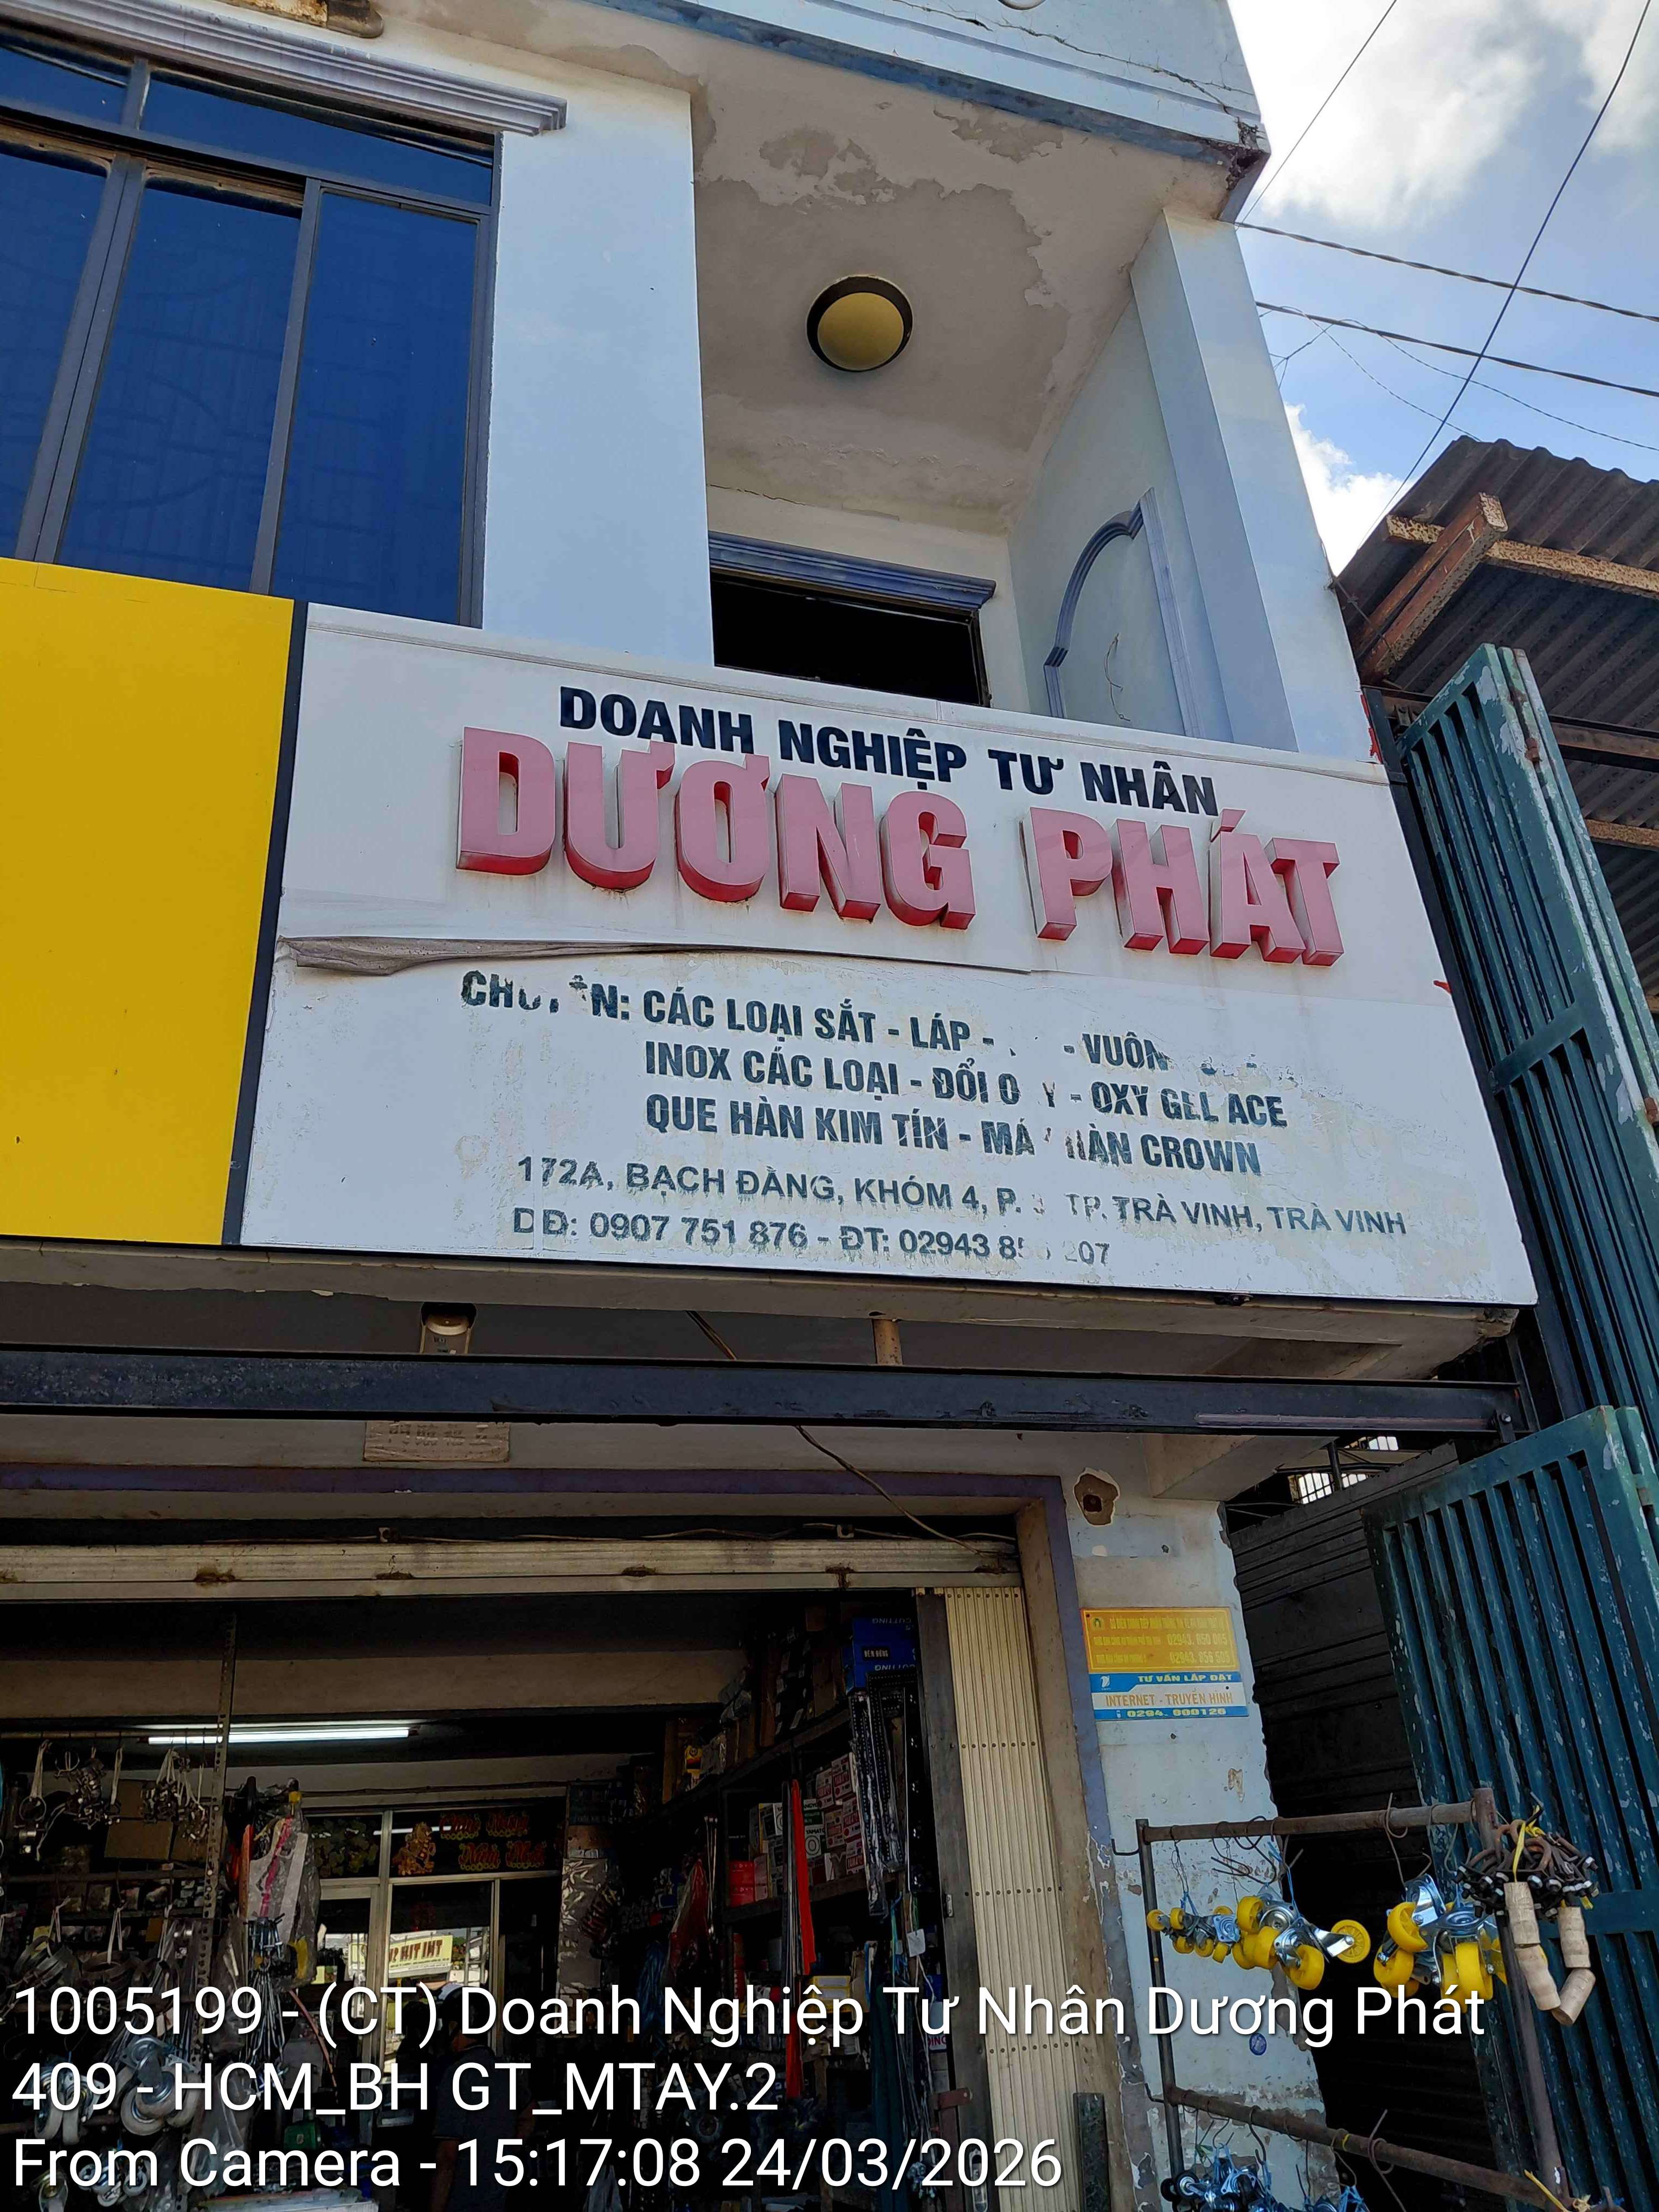 DOANH NGHIỆP TƯ NHÂN
DƯƠNG PHÁT
CÁC LOẠI SẮT - LÁP - - VUÔN
INOX CÁC LOẠI - ĐỔI - OXY GEL ACE
QUE HÀN KIM TÍN - HÀN CROWN
172A, BẠCH ĐẰNG, KHÓM 4, P. TP. TRÀ VINH, TRÀ VINH
DĐ: 0907 751 876 - ĐT: 02943 207
TƯ VẤN LẮP ĐẶT
INTERNET - TRUYỀN HÌNH
1005199 - (CT) Doanh Nghiệp Tư Nhân Dương Phát
409 - HCM_BH GT_MTAY.2
From Camera - 15:17:08 24/03/2026